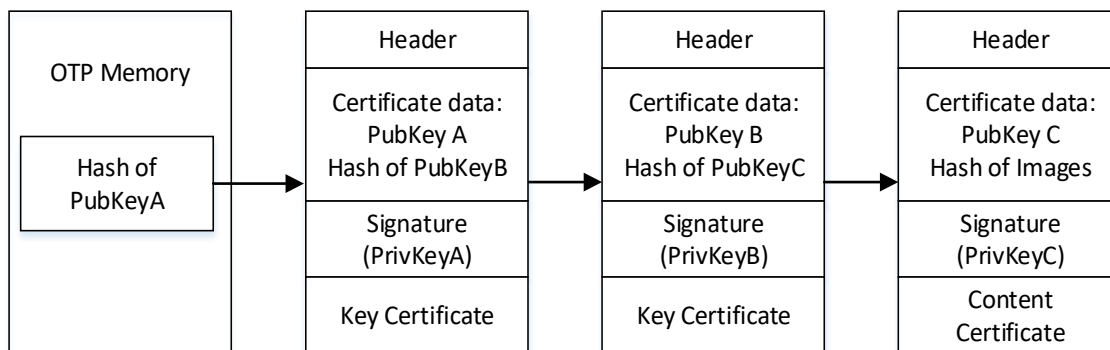 OTP Memory
Hash of
PubKeyA
Header
Certificate data:
PubKey A
Hash of PubKeyB
Signature
(PrivKeyA)
Key Certificate
Header
Certificate data:
PubKey B
Hash of PubKeyC
Signature
(PrivKeyB)
Key Certificate
Header
Certificate data:
PubKey C
Hash of Images
Signature
(PrivKeyC)
Content
Certificate